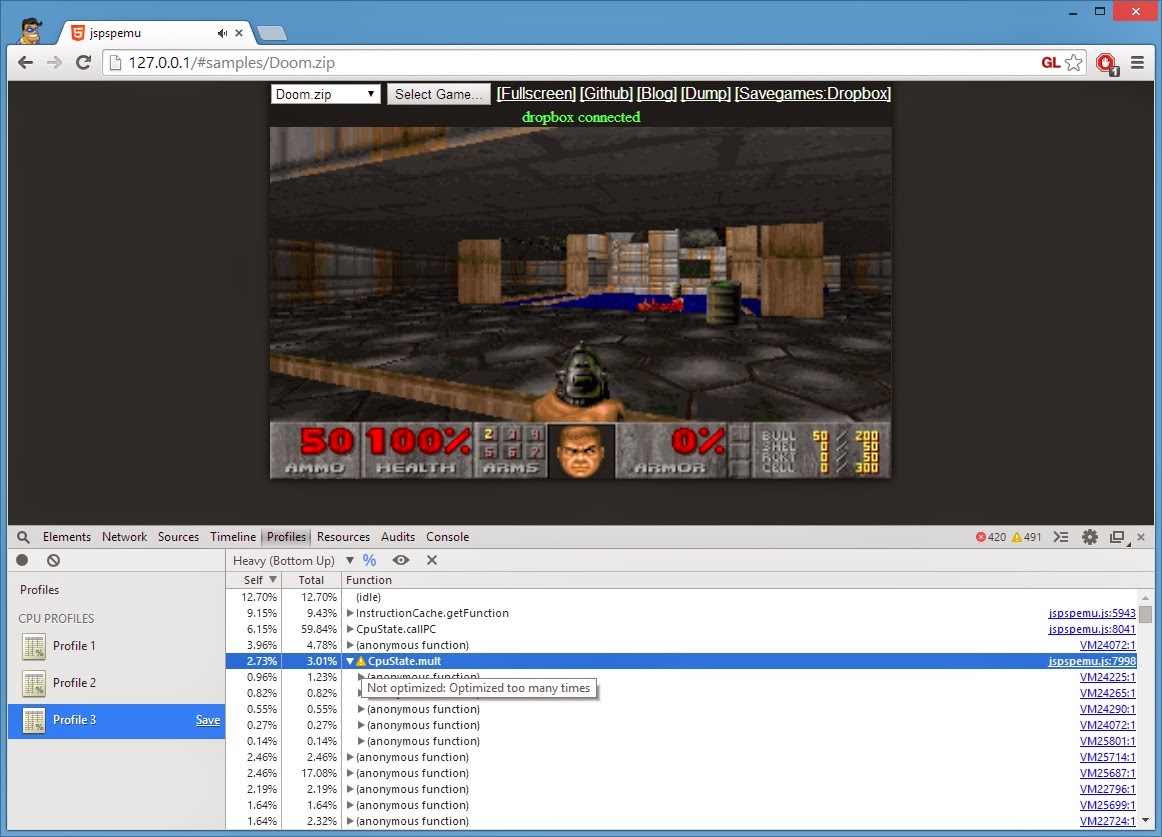 jspspemu
127.0.0.1/#samples/Doom.zip GL 1
Doom.zip Select Game... [Fullscreen] [Github] [Blog] [Dump] [Savegames:Dropbox]
dropbox connected
50 100% 2 3 4 0% BULL 50 / 200
5 6 7 SHEL 0 / 50
RCKT 0 / 50
AMMO HEALTH ARMS ARMOR CELL 0 / 300
Elements Network Sources Timeline Profiles Resources Audits Console 420 491
Heavy (Bottom Up) %
Profiles
CPU PROFILES
Profile 1
Profile 2
Profile 3 Save
Self Total Function
12.70% 12.70% (idle)
9.15% 9.43% InstructionCache.getFunction jspspemu.js:5943
6.15% 59.84% CpuState.callPC jspspemu.js:8041
3.96% 4.78% (anonymous function) VM24072:1
2.73% 3.01% CpuState.mult jspspemu.js:7998
0.96% 1.23% (anonymous function) VM24225:1
Not optimized: Optimized too many times
0.82% 0.82% VM24265:1
0.55% 0.55% (anonymous function) VM24290:1
0.27% 0.27% (anonymous function) VM24072:1
0.14% 0.14% (anonymous function) VM25801:1
2.46% 2.46% (anonymous function) VM25714:1
2.46% 17.08% (anonymous function) VM25687:1
2.19% 2.19% (anonymous function) VM22796:1
1.64% 1.64% (anonymous function) VM25699:1
1.64% 2.32% (anonymous function) VM22724:1